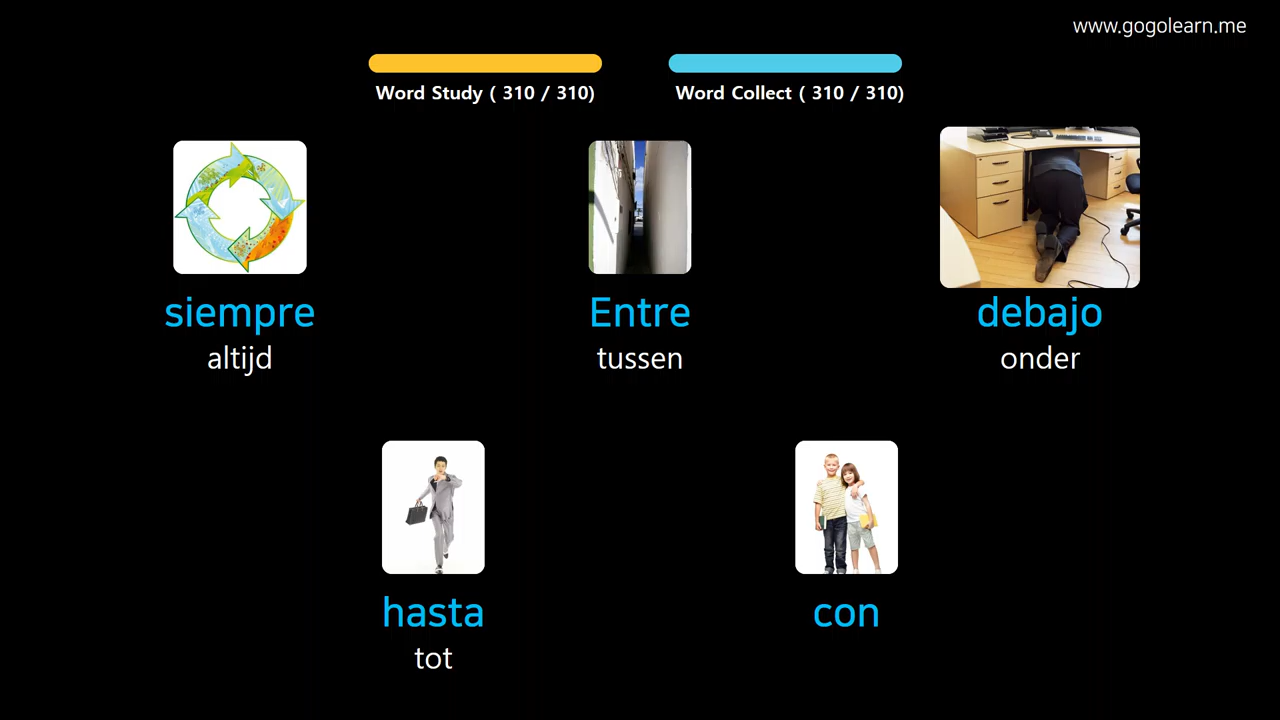 www.gogolearn.me
Word Study ( 310 / 310)
Word Collect ( 310 / 310)
siempre
altijd
Entre
tussen
debajo
onder
hasta
tot
con